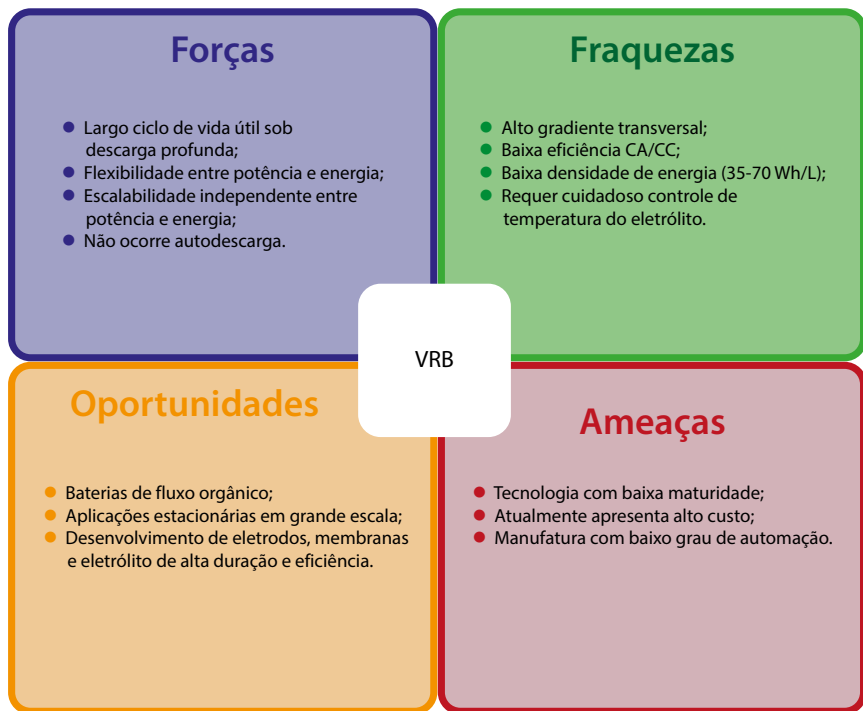 Forças
● Largo ciclo de vida útil sob
descarga profunda;
● Flexibilidade entre potência e energia;
● Escalabilidade independente entre
potência e energia;
● Não ocorre autodescarga.
Fraquezas
● Alto gradiente transversal;
● Baixa eficiência CA/CC;
● Baixa densidade de energia (35-70 Wh/L);
● Requer cuidadoso controle de
temperatura do eletrólito.
VRB
Oportunidades
● Baterias de fluxo orgânico;
● Aplicações estacionárias em grande escala;
● Desenvolvimento de eletrodos, membranas
e eletrólito de alta duração e eficiência.
Ameaças
● Tecnologia com baixa maturidade;
● Atualmente apresenta alto custo;
● Manufatura com baixo grau de automação.